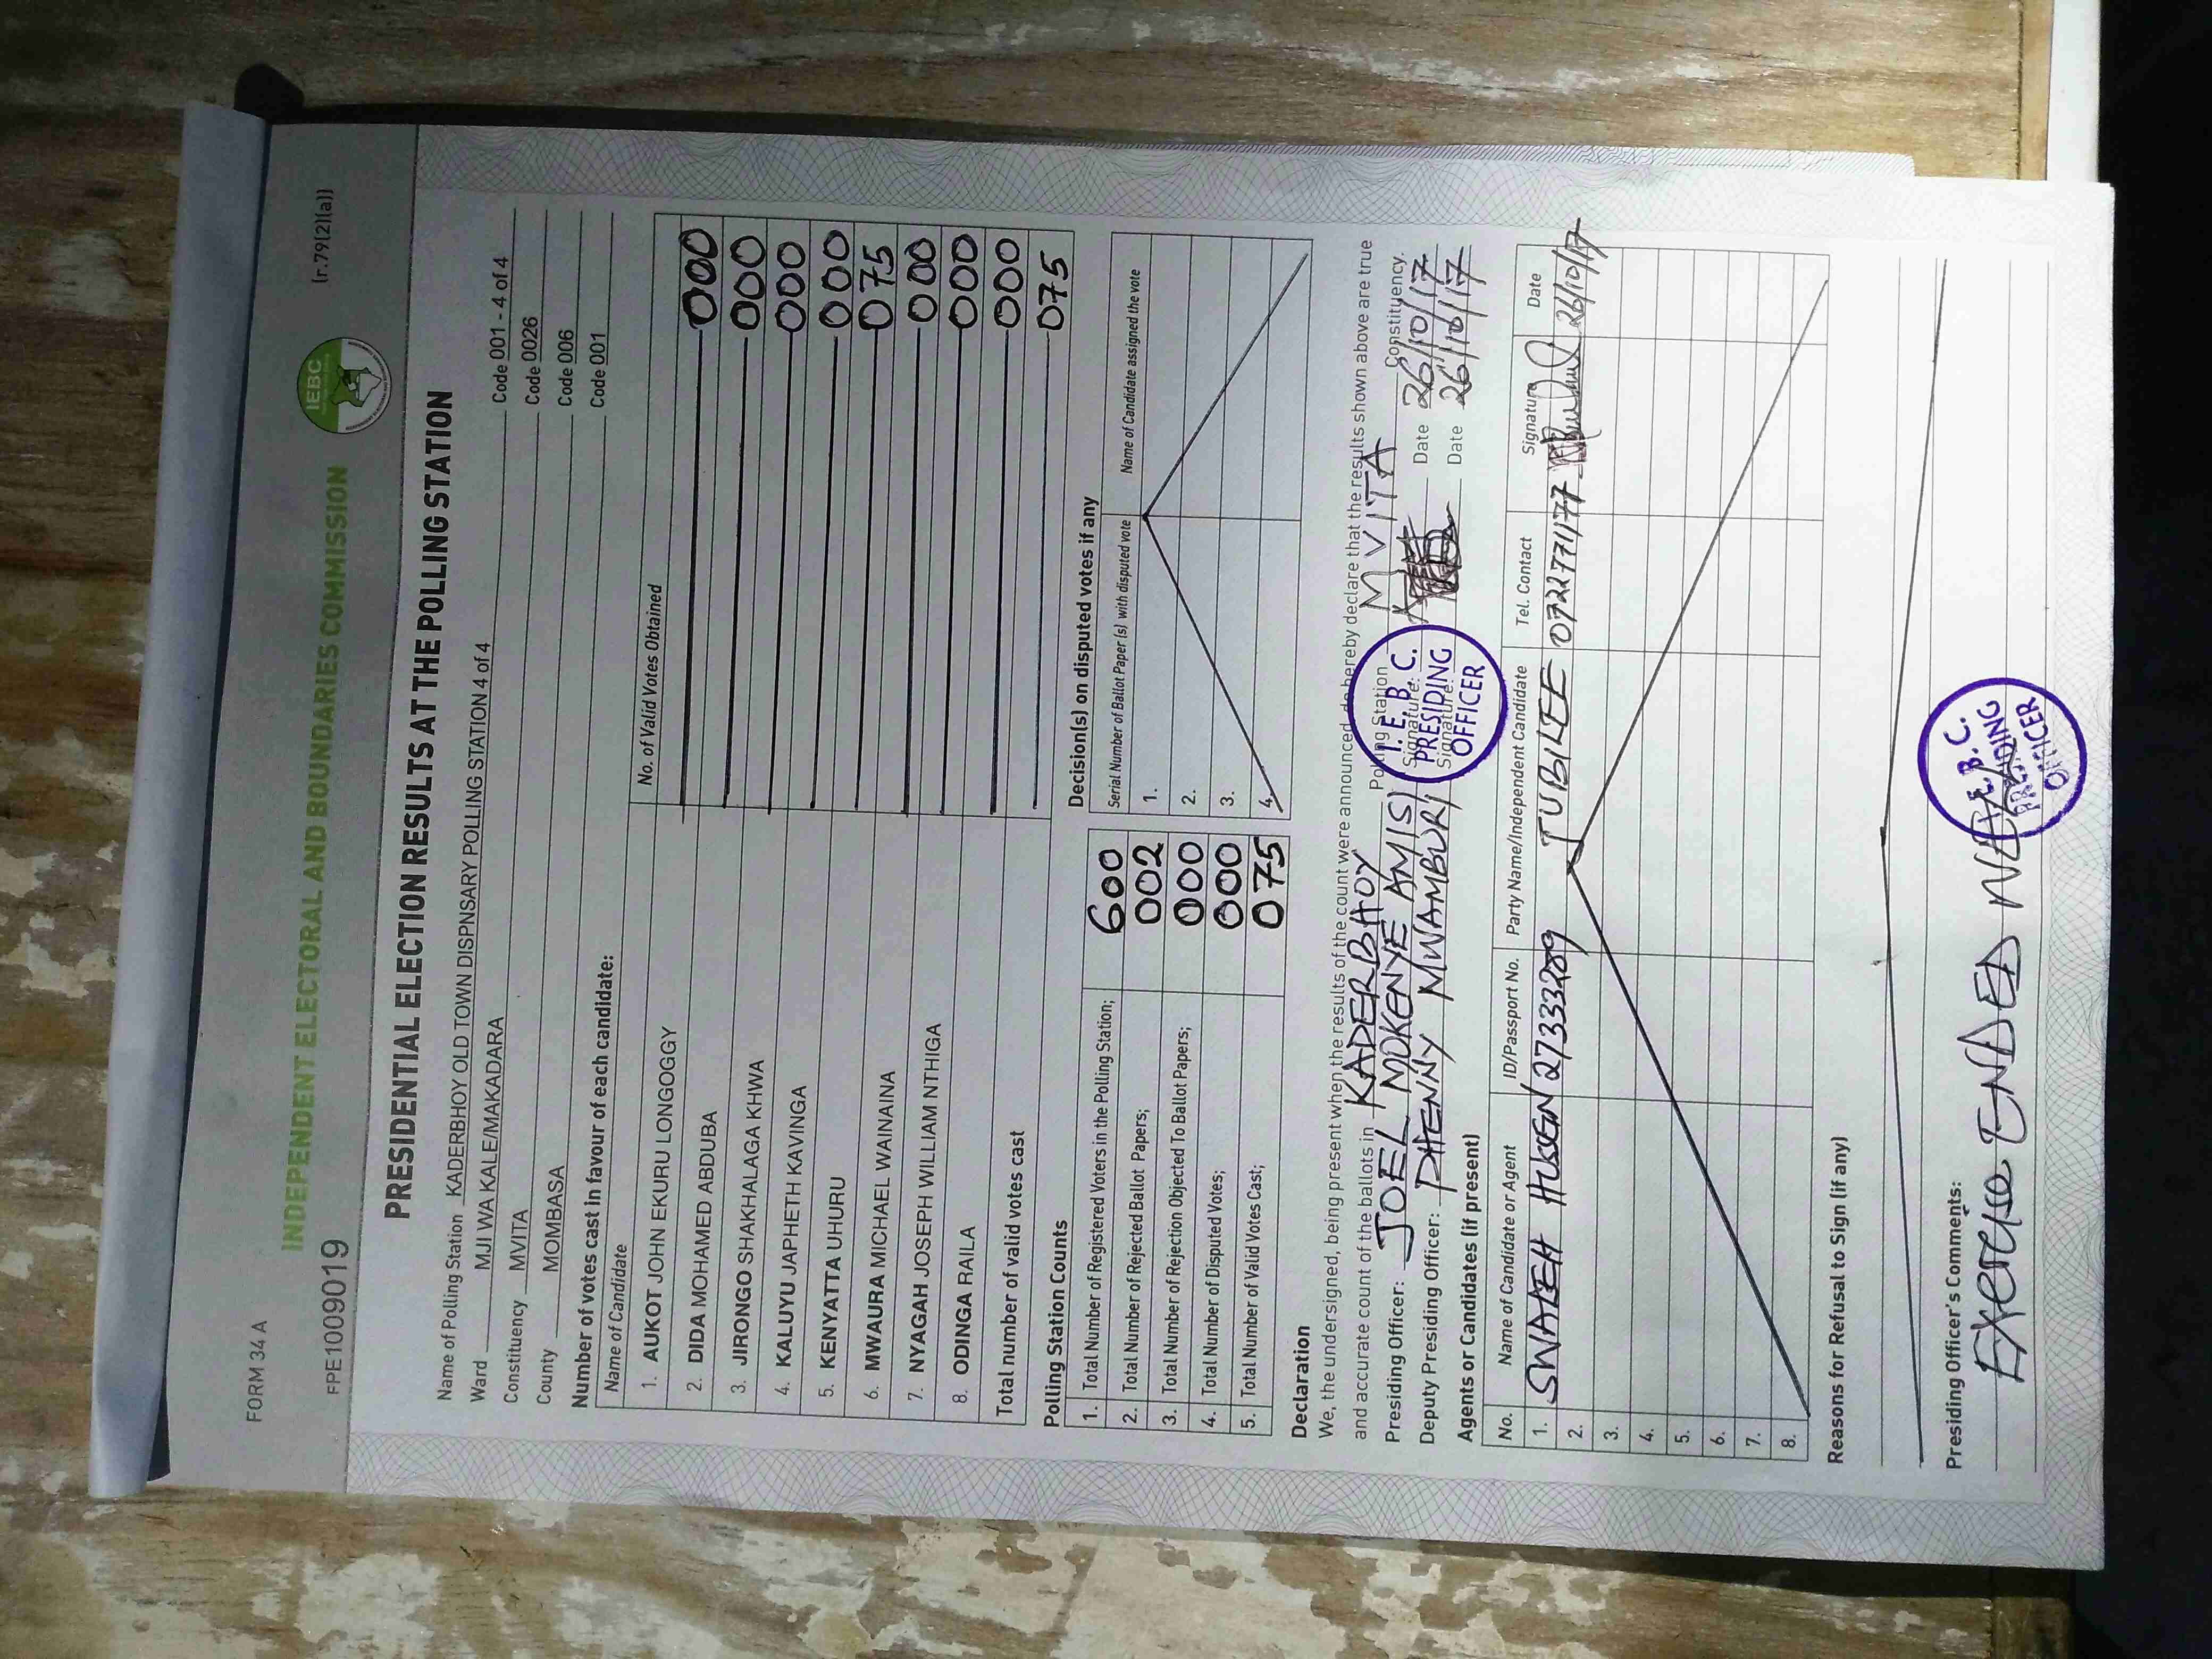 FORM 34 A
(r.79(2)(a))
INDEPENDENT ELECTORAL AND BOUNDARIES COMMISSION
IEBC
FPE1009019
PRESIDENTIAL ELECTION RESULTS AT THE POLLING STATION
Name of Polling Station KADERBHOY OLD TOWN DISPNSARY POLLING STATION 4 of 4 Code 001 - 4 of 4
Ward MJI WA KALE/MAKADARA Code 0026
Constituency MVITA Code 006
County MOMBASA Code 001
Number of votes cast in favour of each candidate:
Name of Candidate No. of Valid Votes Obtained
1. AUKOT JOHN EKURU LONGOGGY 000
2. DIDA MOHAMED ABDUBA 000
3. JIRONGO SHAKHALAGA KHWA 000
4. KALUYU JAPHETH KAVINGA 000
5. KENYATTA UHURU 075
6. MWAURA MICHAEL WAINAINA 000
7. NYAGAH JOSEPH WILLIAM NTHIGA 000
8. ODINGA RAILA 000
Total number of valid votes cast 075
Polling Station Counts
1. Total Number of Registered Voters in the Polling Station; 600
2. Total Number of Rejected Ballot Papers; 002
3. Total Number of Rejection Objected To Ballot Papers; 000
4. Total Number of Disputed Votes; 000
5. Total Number of Valid Votes Cast; 075
Decision(s) on disputed votes if any
Serial Number of Ballot Paper (s) with disputed vote Name of Candidate assigned the vote
1.
2.
3.
4.
Declaration
We, the undersigned, being present when the results of the count were announced, do hereby declare that the results shown above are true
and accurate count of the ballots in KADERBHOY Polling Station MVITA Constituency.
Presiding Officer: JOEL MOKENYE AMISI Signature: Date 26/10/17
Deputy Presiding Officer: PHENNY MWAMBURI Signature: Date 26/10/17
I.E.B.C. PRESIDING OFFICER
Agents or Candidates (if present)
No. Name of Candidate or Agent ID/Passport No. Party Name/Independent Candidate Tel. Contact Signature Date
1. SWALEH HUSSEN 27333289 JUBILEE 0722771177 26/10/17
2.
3.
4.
5.
6.
7.
8.
Reasons for Refusal to Sign (if any)
Presiding Officer's Comments:
Exercise ENDED WELL
I.E.B.C. PRESIDING OFFICER